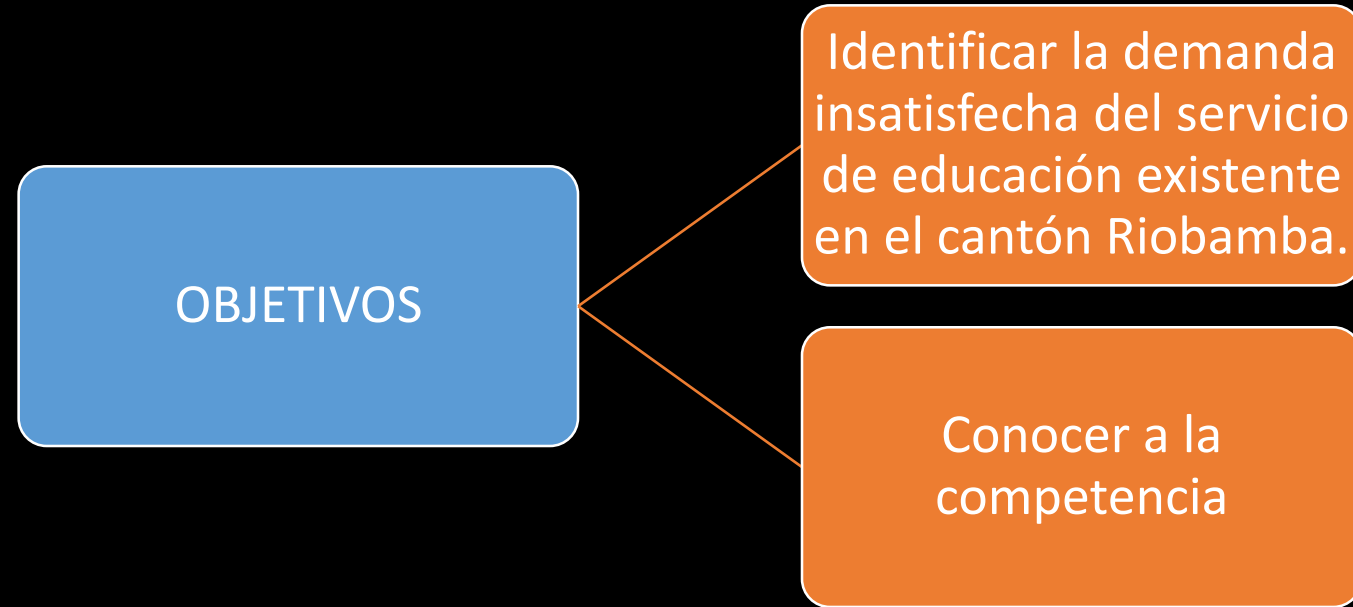 OBJETIVOS
Identificar la demanda
insatisfecha del servicio
de educación existente
en el cantón Riobamba.
Conocer a la
competencia